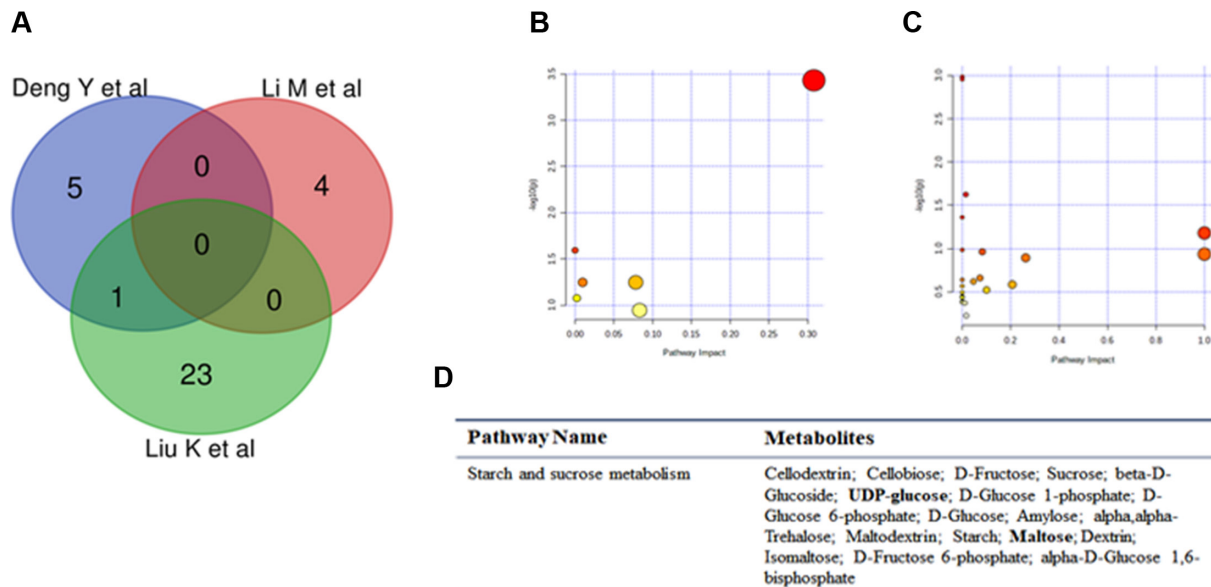 A
Deng Y et al
Li M et al
0
5
4
0
1
0
23
Liu K et al
B
3.5
3.0
2.5
2.0
1.5
1.0
-log10(p)
0.00 0.05 0.10 0.15 0.20 0.25 0.30
Pathway Impact
C
3.0
2.5
2.0
1.5
1.0
0.5
-log10(p)
0.0 0.2 0.4 0.6 0.8 1.0
Pathway Impact
D
Pathway Name Metabolites
Starch and sucrose metabolism Cellodextrin; Cellobiose; D-Fructose; Sucrose; beta-D-
Glucoside; UDP-glucose; D-Glucose 1-phosphate; D-
Glucose 6-phosphate; D-Glucose; Amylose; alpha,alpha-
Trehalose; Maltodextrin; Starch; Maltose; Dextrin;
Isomaltose; D-Fructose 6-phosphate; alpha-D-Glucose 1,6-
bisphosphate